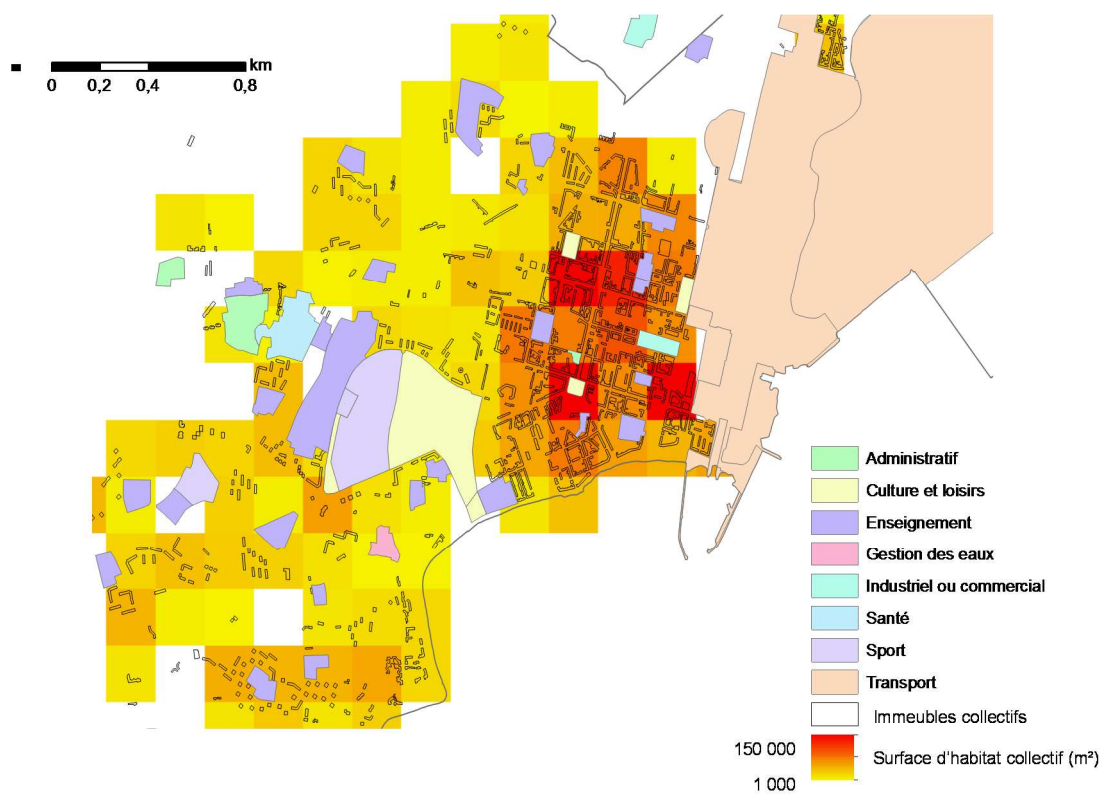 km
0 0,2 0,4 0,8
Administratif
Culture et loisirs
Enseignement
Gestion des eaux
Industriel ou commercial
Santé
Sport
Transport
Immeubles collectifs
150 000
Surface d'habitat collectif (m²)
1 000